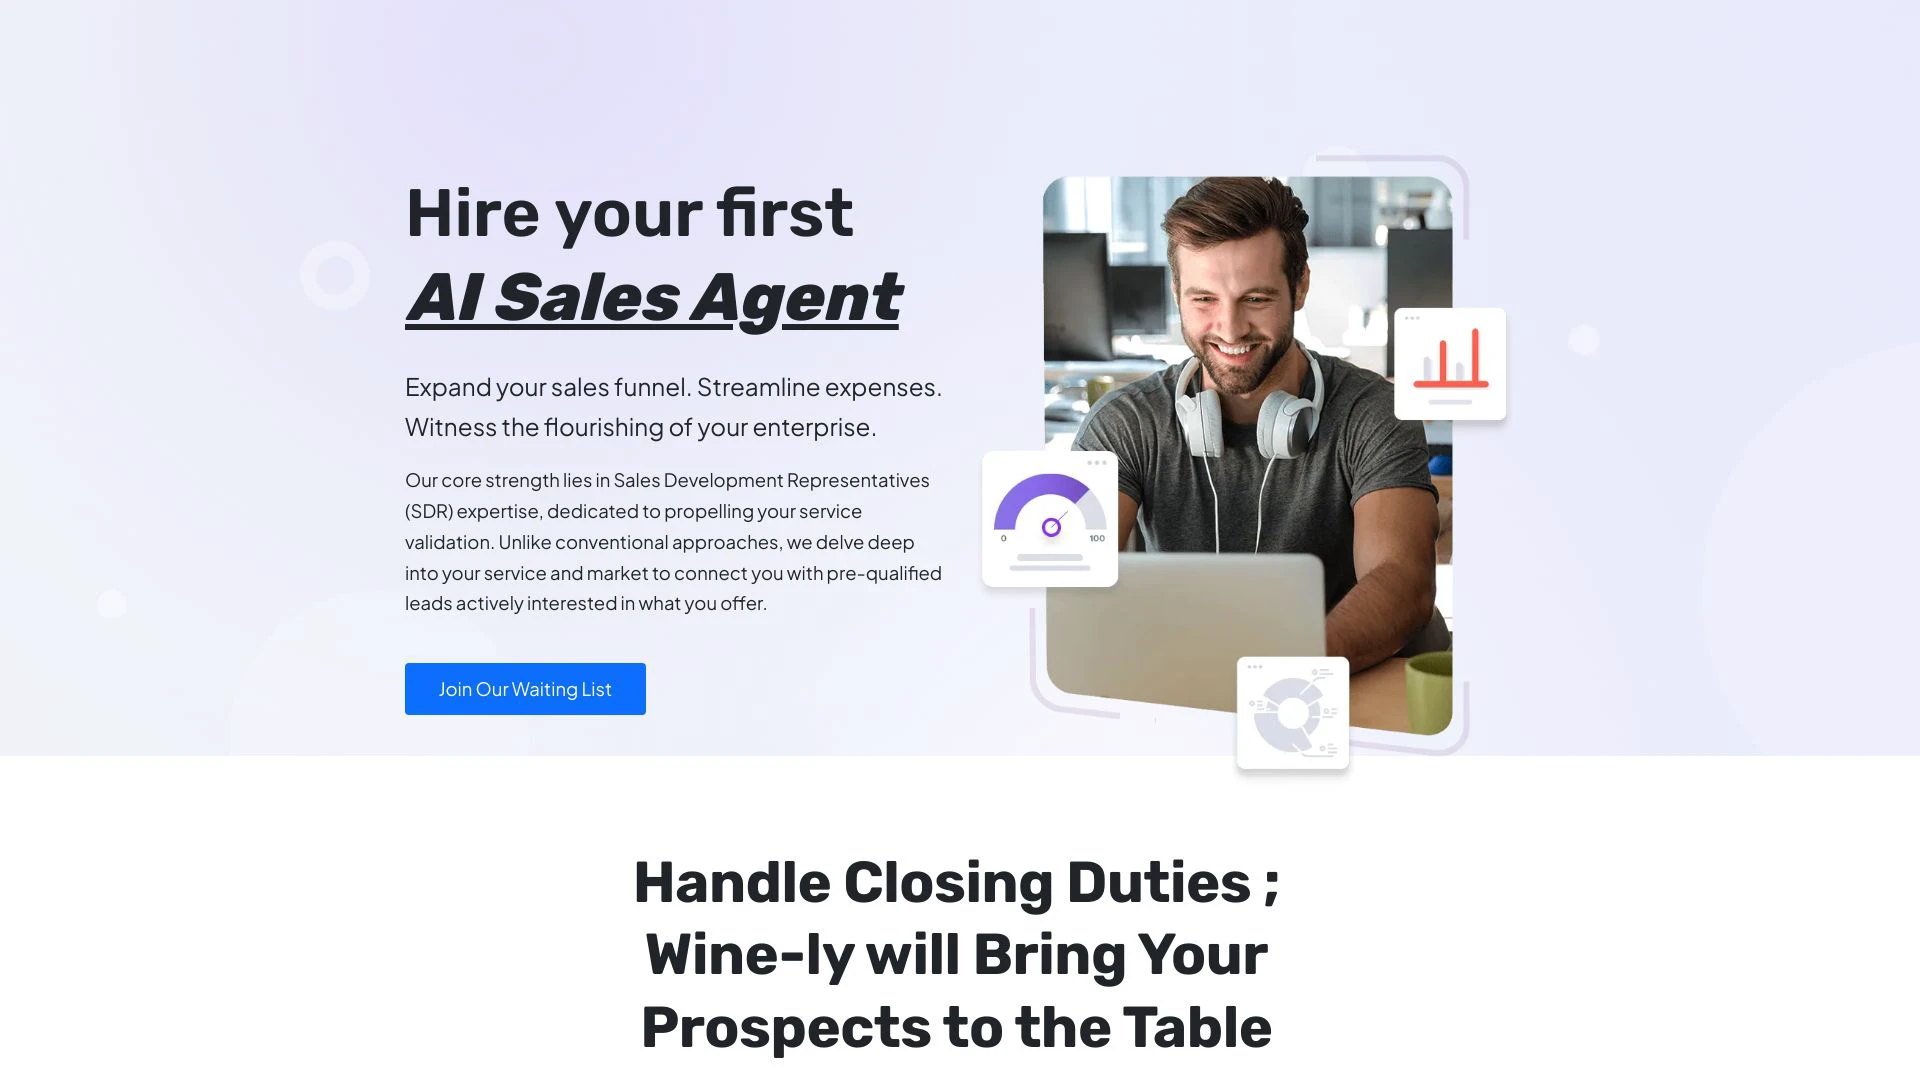 Hire your first
AI Sales Agent
Expand your sales funnel. Streamline expenses.
Witness the flourishing of your enterprise.
Our core strength lies in Sales Development Representatives
(SDR) expertise, dedicated to propelling your service
validation. Unlike conventional approaches, we delve deep
into your service and market to connect you with pre-qualified
leads actively interested in what you offer.
Join Our Waiting List
0
100
Handle Closing Duties ;
Wine-ly will Bring Your
Prospects to the Table